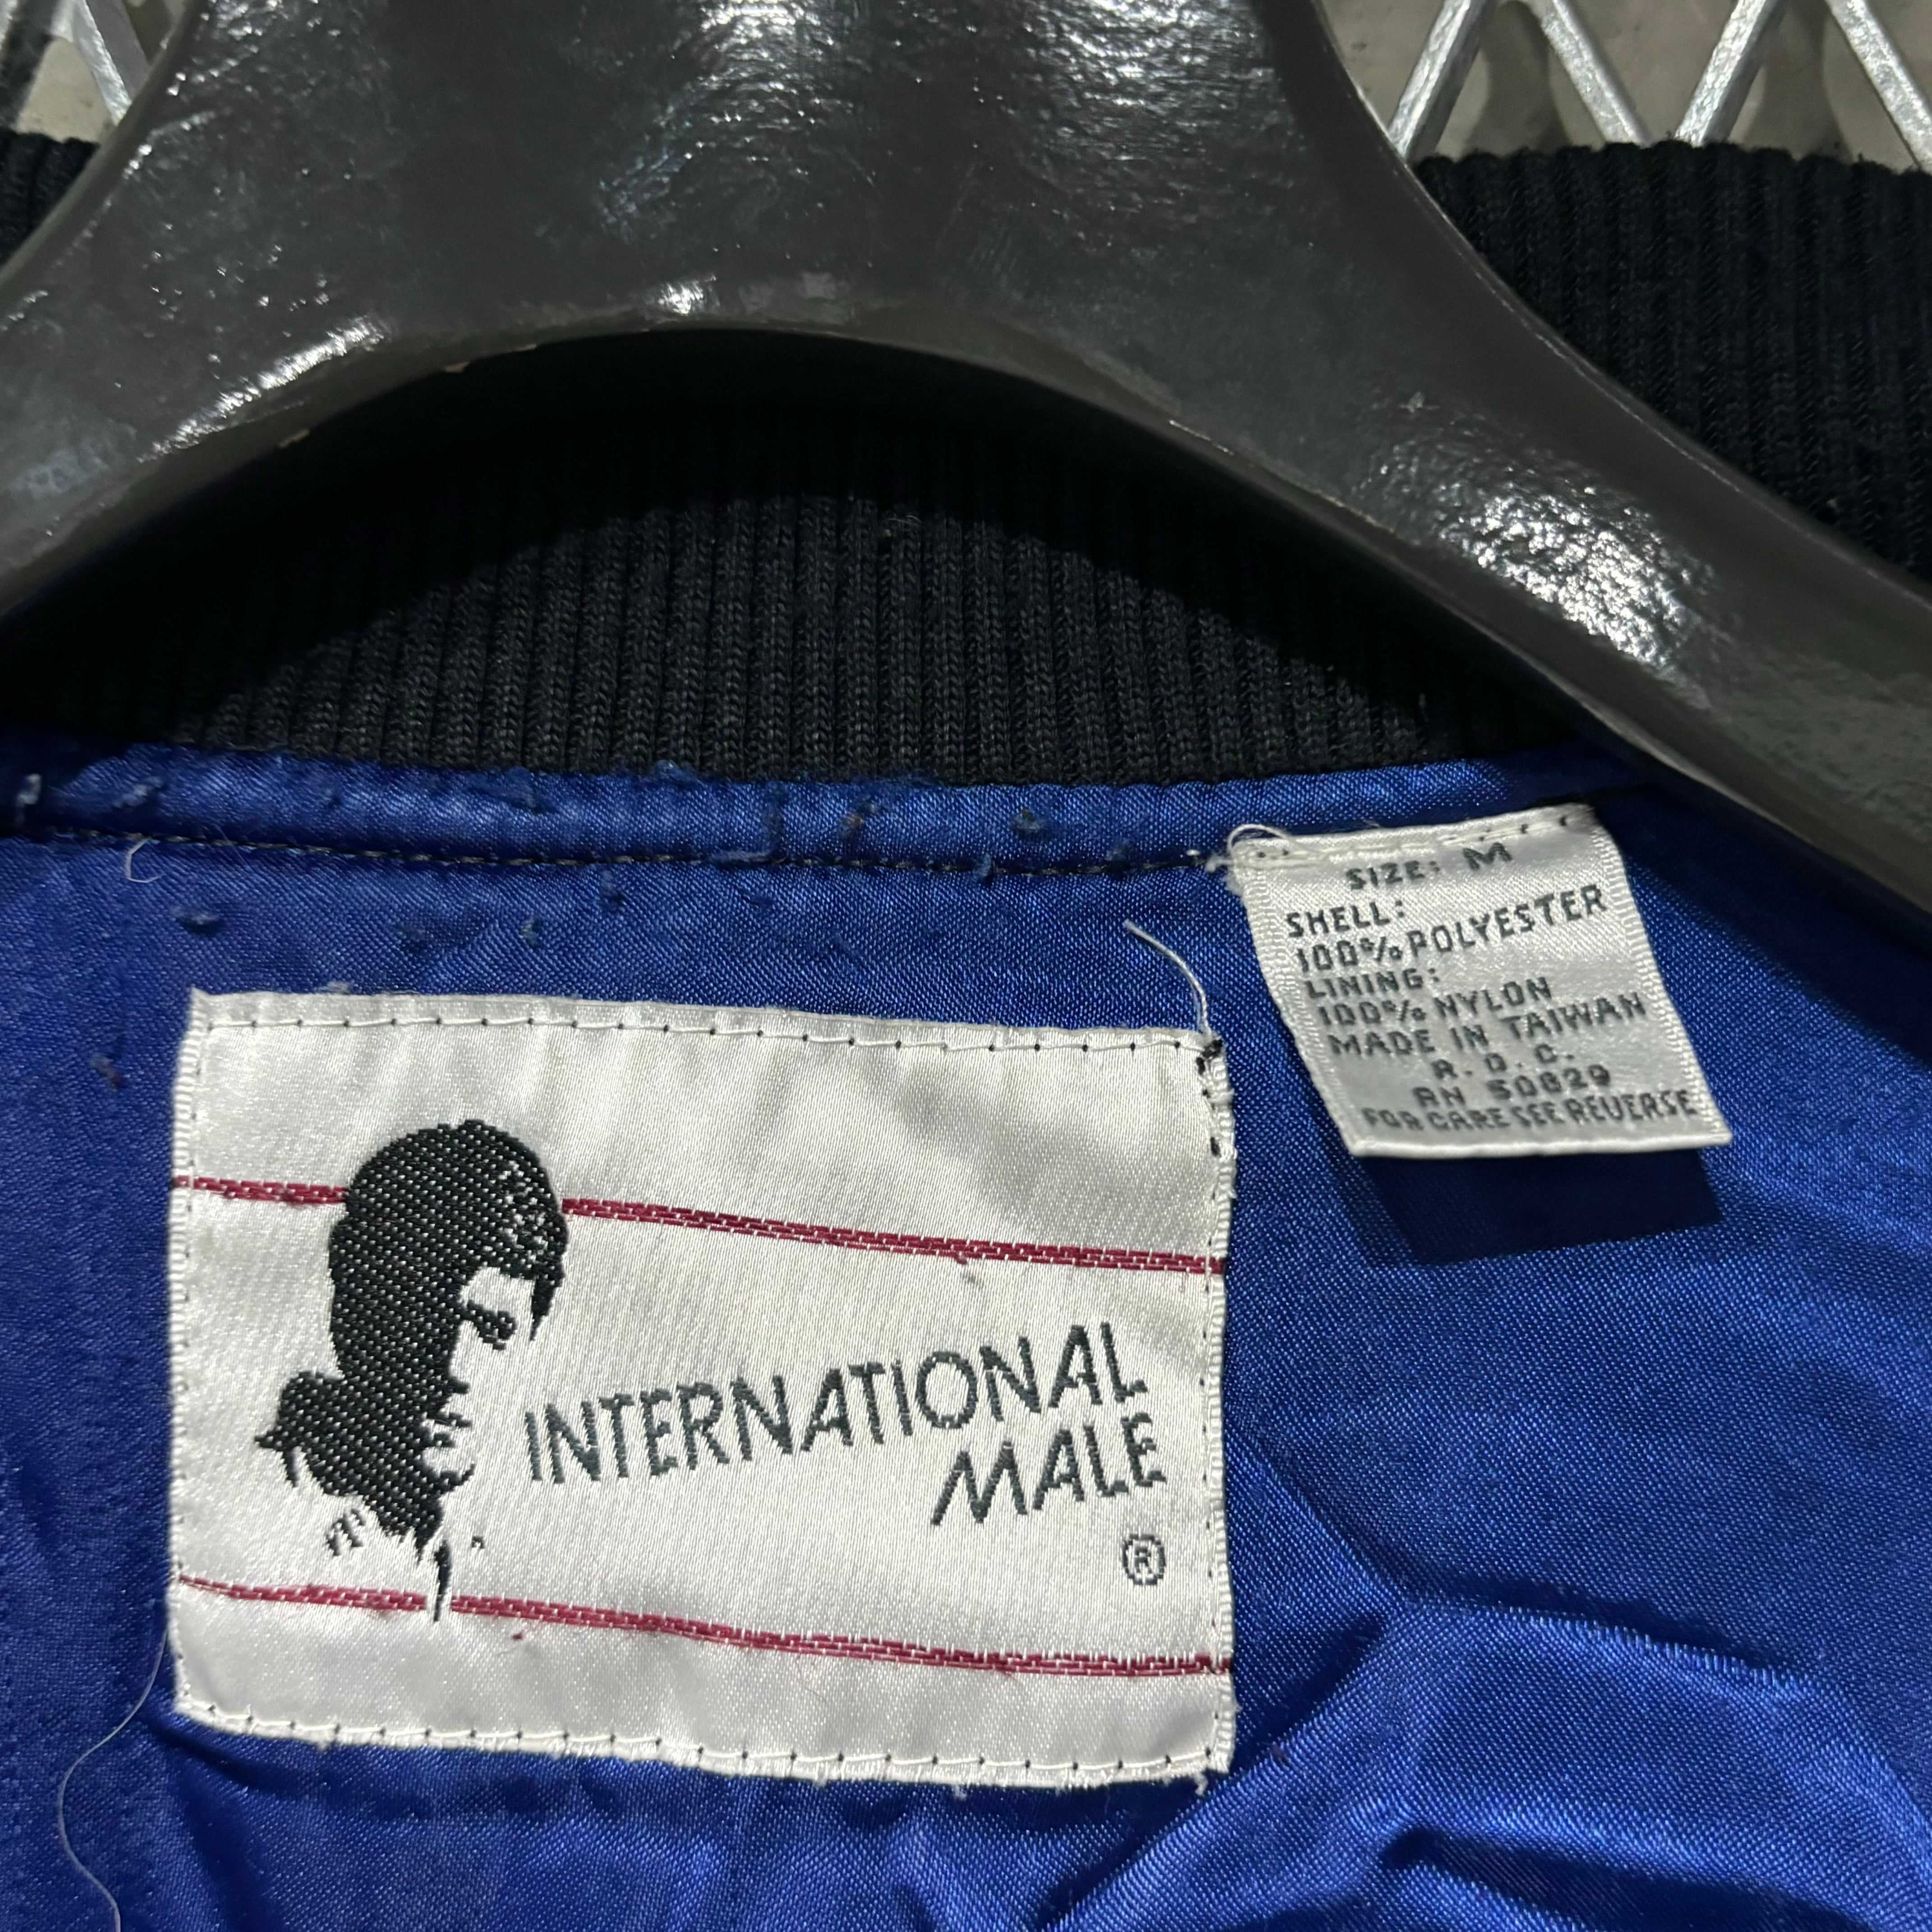 SIZE: M
SHELL:
100% POLYESTER
LINING:
100% NYLON
MADE IN TAIWAN
R.D.C.
RN 50829
FOR CARE SEE REVERSE
INTERNATIONAL
MALE
®